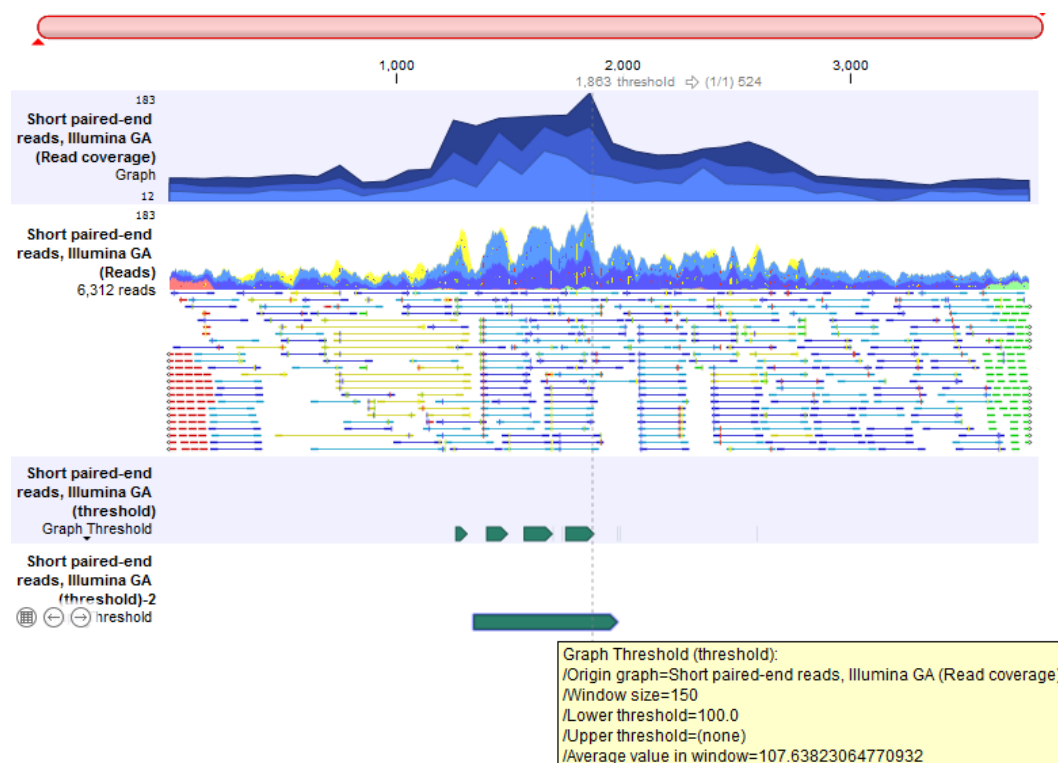 1,000
2,000
3,000
1,863 threshold ⇨ (1/1) 524
183
Short paired-end
reads, Illumina GA
(Read coverage)
Graph
12
183
Short paired-end
reads, Illumina GA
(Reads)
6,312 reads
Short paired-end
reads, Illumina GA
(threshold)
Graph Threshold
Short paired-end
reads, Illumina GA
(threshold)-2
hreshold
Graph Threshold (threshold):
/Origin graph=Short paired-end reads, Illumina GA (Read coverage)
/Window size=150
/Lower threshold=100.0
/Upper threshold=(none)
/Average value in window=107.63823064770932